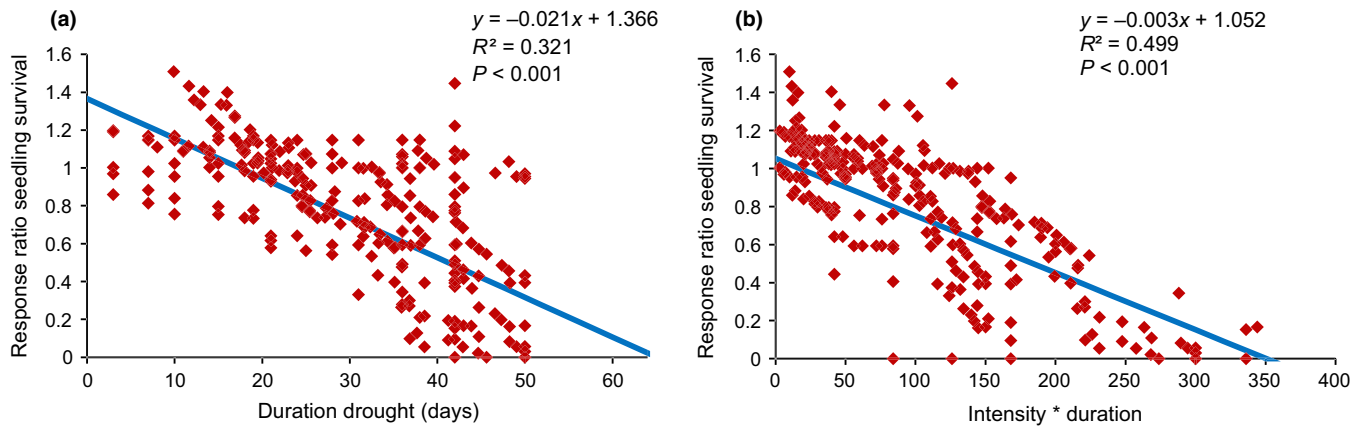 (a)
y = –0.021x + 1.366
R² = 0.321
P < 0.001
Response ratio seedling survival
1.6
1.4
1.2
1
0.8
0.6
0.4
0.2
0
0 10 20 30 40 50 60
Duration drought (days)
(b)
y = –0.003x + 1.052
R² = 0.499
P < 0.001
Response ratio seedling survival
1.6
1.4
1.2
1.0
0.8
0.6
0.4
0.2
0
0 50 100 150 200 250 300 350 400
Intensity * duration